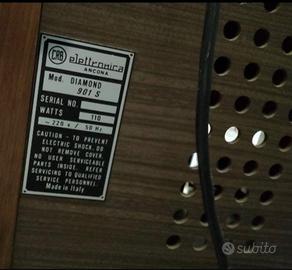 CRB elettronica
ANCONA
Mod. DIAMOND
901 S
SERIAL NO.
WATTS 110
~ 220 V / 50 Hz
CAUTION - TO PREVENT
ELECTRIC SHOCK, DO
NOT REMOVE COVER.
NO USER SERVICEABLE
PARTS INSIDE. REFER
SERVICING TO QUALIFIED
SERVICE PERSONNEL.
Made in Italy
subito